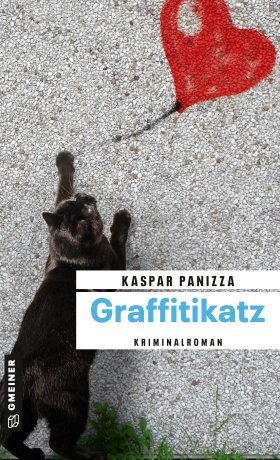 KASPAR PANIZZA
Graffitikatz
KRIMINALROMAN
GMEINER